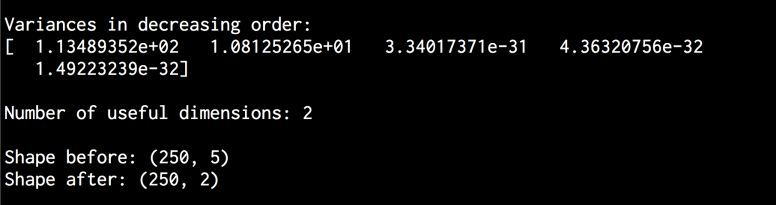 Variances in decreasing order:
[  1.13489352e+02   1.08125265e+01   3.34017371e-31   4.36320756e-32
   1.49223239e-32]
Number of useful dimensions: 2
Shape before: (250, 5)
Shape after: (250, 2)